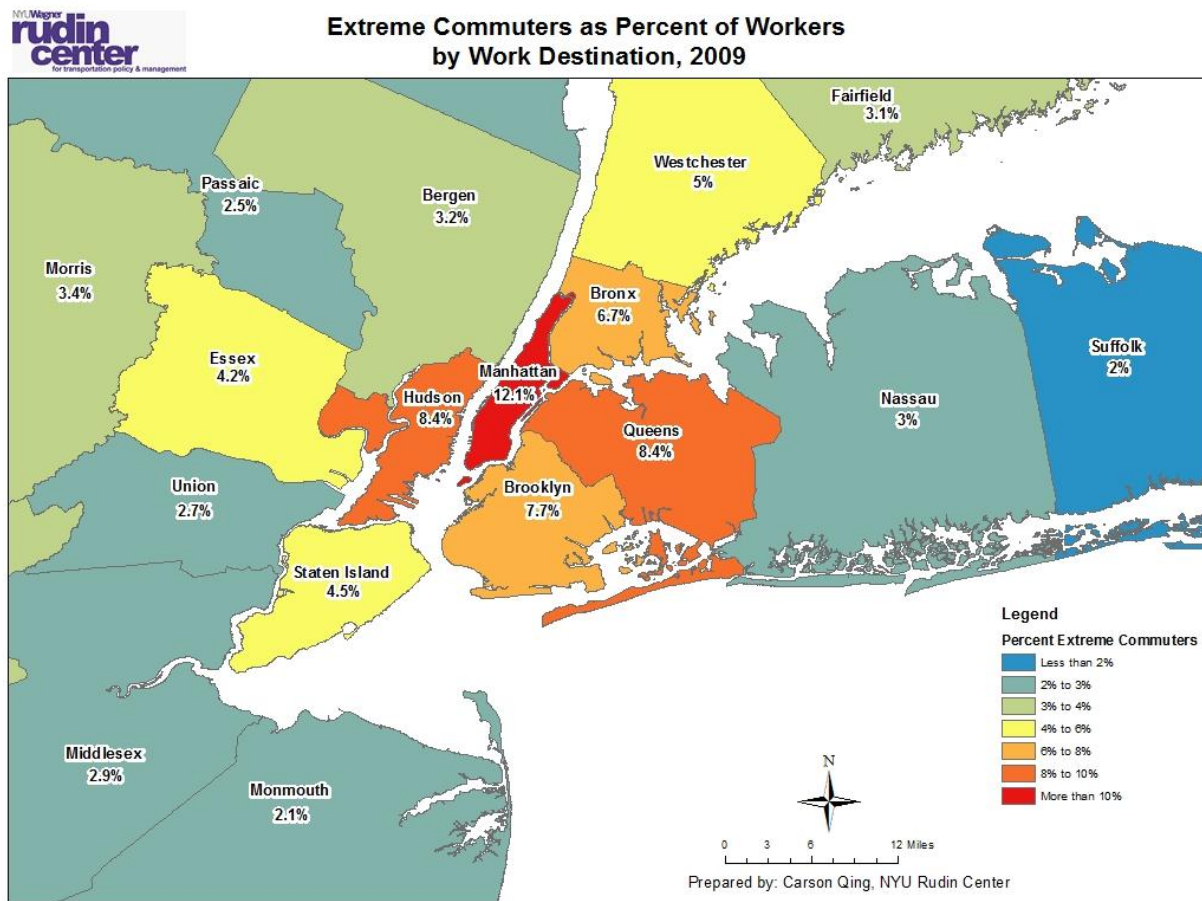 NYU Wagner
rudin
center
for transportation policy & management
Extreme Commuters as Percent of Workers
by Work Destination, 2009
Fairfield
3.1%
Westchester
5%
Passaic
2.5%
Bergen
3.2%
Morris
3.4%
Bronx
6.7%
Essex
4.2%
Manhattan
12.1%
Suffolk
2%
Hudson
8.4%
Nassau
3%
Queens
8.4%
Union
2.7%
Brooklyn
7.7%
Staten Island
4.5%
Legend
Percent Extreme Commuters
Less than 2%
2% to 3%
3% to 4%
4% to 6%
6% to 8%
8% to 10%
More than 10%
Middlesex
2.9%
Monmouth
2.1%
N
0 3 6 12 Miles
Prepared by: Carson Qing, NYU Rudin Center